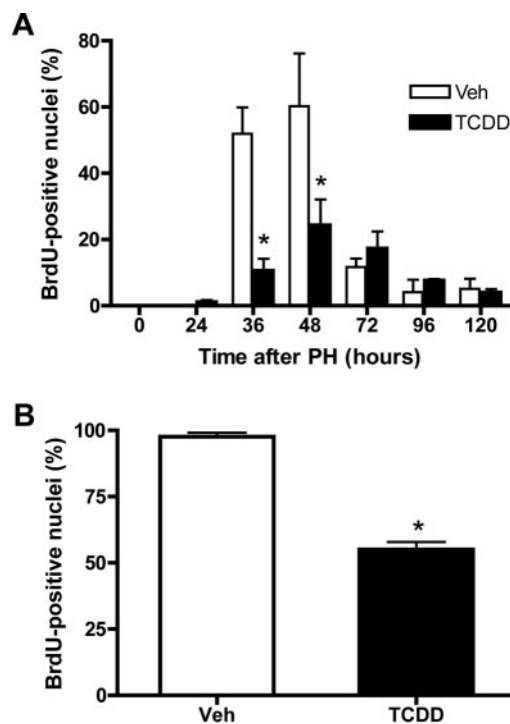 A
BrdU-positive nuclei (%)
80
60
40
20
0
Veh
TCDD
*
*
0 24 36 48 72 96 120
Time after PH (hours)
B
BrdU-positive nuclei (%)
100
75
50
25
0
*
Veh TCDD